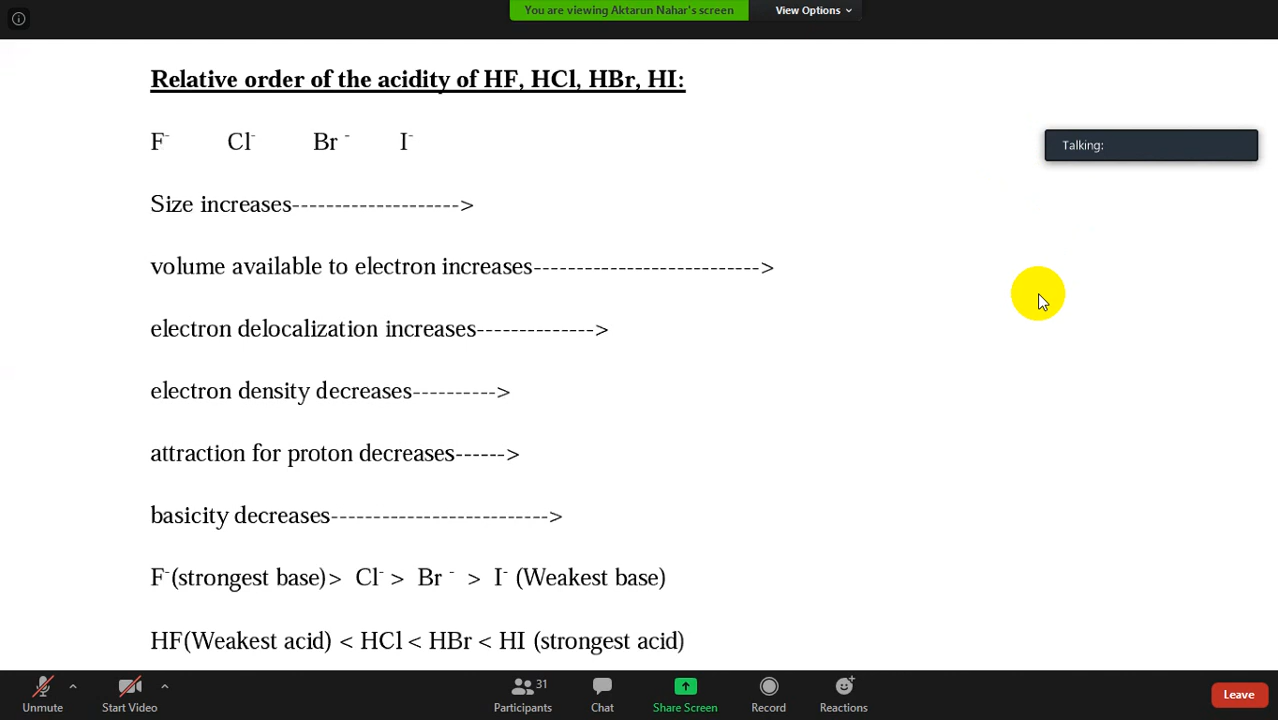 You are viewing Aktarun Nahar's screen
View Options
Relative order of the acidity of HF, HCl, HBr, HI:
F⁻ Cl⁻ Br ⁻ I⁻
Talking:
Size increases-------------------->
volume available to electron increases--------------------------->
electron delocalization increases-------------->
electron density decreases---------->
attraction for proton decreases------>
basicity decreases-------------------------->
F⁻(strongest base)> Cl⁻ > Br ⁻ > I⁻ (Weakest base)
HF(Weakest acid) < HCl < HBr < HI (strongest acid)
31
Unmute Start Video Participants Chat Share Screen Record Reactions Leave